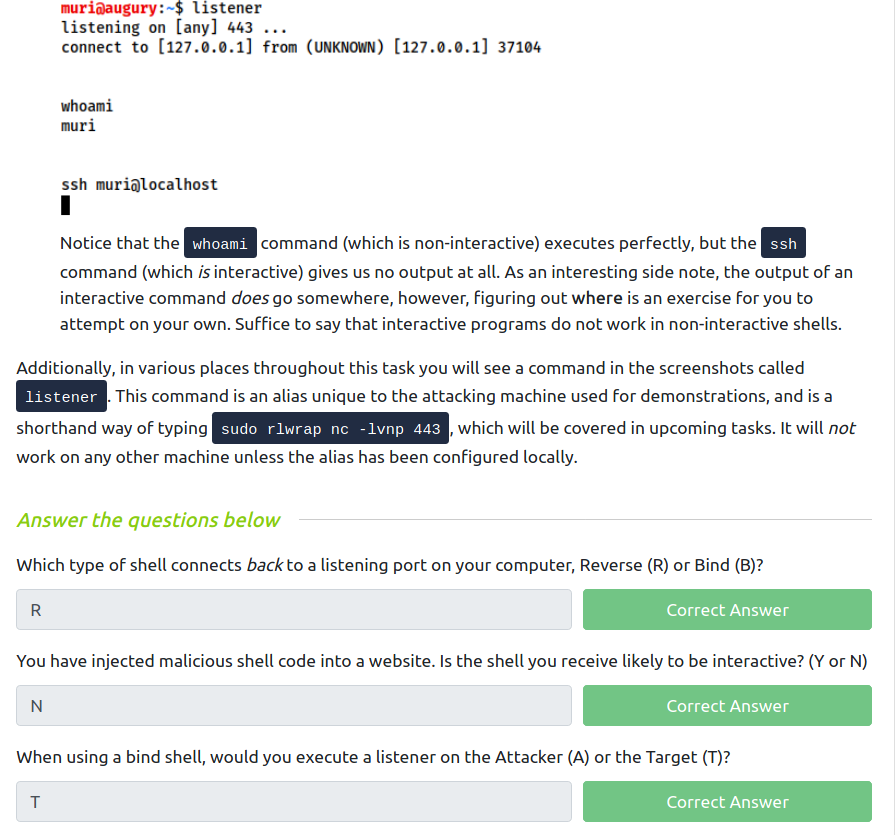 muri@augury:~$ listener
listening on [any] 443 ...
connect to [127.0.0.1] from (UNKNOWN) [127.0.0.1] 37104
whoami
muri
ssh muri@localhost
Notice that the whoami command (which is non-interactive) executes perfectly, but the ssh
command (which is interactive) gives us no output at all. As an interesting side note, the output of an
interactive command does go somewhere, however, figuring out where is an exercise for you to
attempt on your own. Suffice to say that interactive programs do not work in non-interactive shells.
Additionally, in various places throughout this task you will see a command in the screenshots called
listener. This command is an alias unique to the attacking machine used for demonstrations, and is a
shorthand way of typing sudo rlwrap nc -lvnp 443, which will be covered in upcoming tasks. It will not
work on any other machine unless the alias has been configured locally.
Answer the questions below
Which type of shell connects back to a listening port on your computer, Reverse (R) or Bind (B)?
R
Correct Answer
You have injected malicious shell code into a website. Is the shell you receive likely to be interactive? (Y or N)
N
Correct Answer
When using a bind shell, would you execute a listener on the Attacker (A) or the Target (T)?
T
Correct Answer